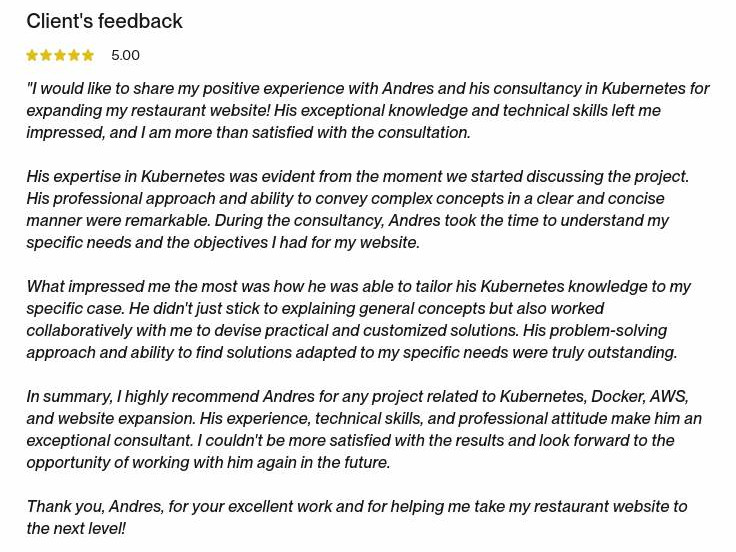 Client's feedback
5.00
"I would like to share my positive experience with Andres and his consultancy in Kubernetes for
expanding my restaurant website! His exceptional knowledge and technical skills left me
impressed, and I am more than satisfied with the consultation.
His expertise in Kubernetes was evident from the moment we started discussing the project.
His professional approach and ability to convey complex concepts in a clear and concise
manner were remarkable. During the consultancy, Andres took the time to understand my
specific needs and the objectives I had for my website.
What impressed me the most was how he was able to tailor his Kubernetes knowledge to my
specific case. He didn't just stick to explaining general concepts but also worked
collaboratively with me to devise practical and customized solutions. His problem-solving
approach and ability to find solutions adapted to my specific needs were truly outstanding.
In summary, I highly recommend Andres for any project related to Kubernetes, Docker, AWS,
and website expansion. His experience, technical skills, and professional attitude make him an
exceptional consultant. I couldn't be more satisfied with the results and look forward to the
opportunity of working with him again in the future.
Thank you, Andres, for your excellent work and for helping me take my restaurant website to
the next level!